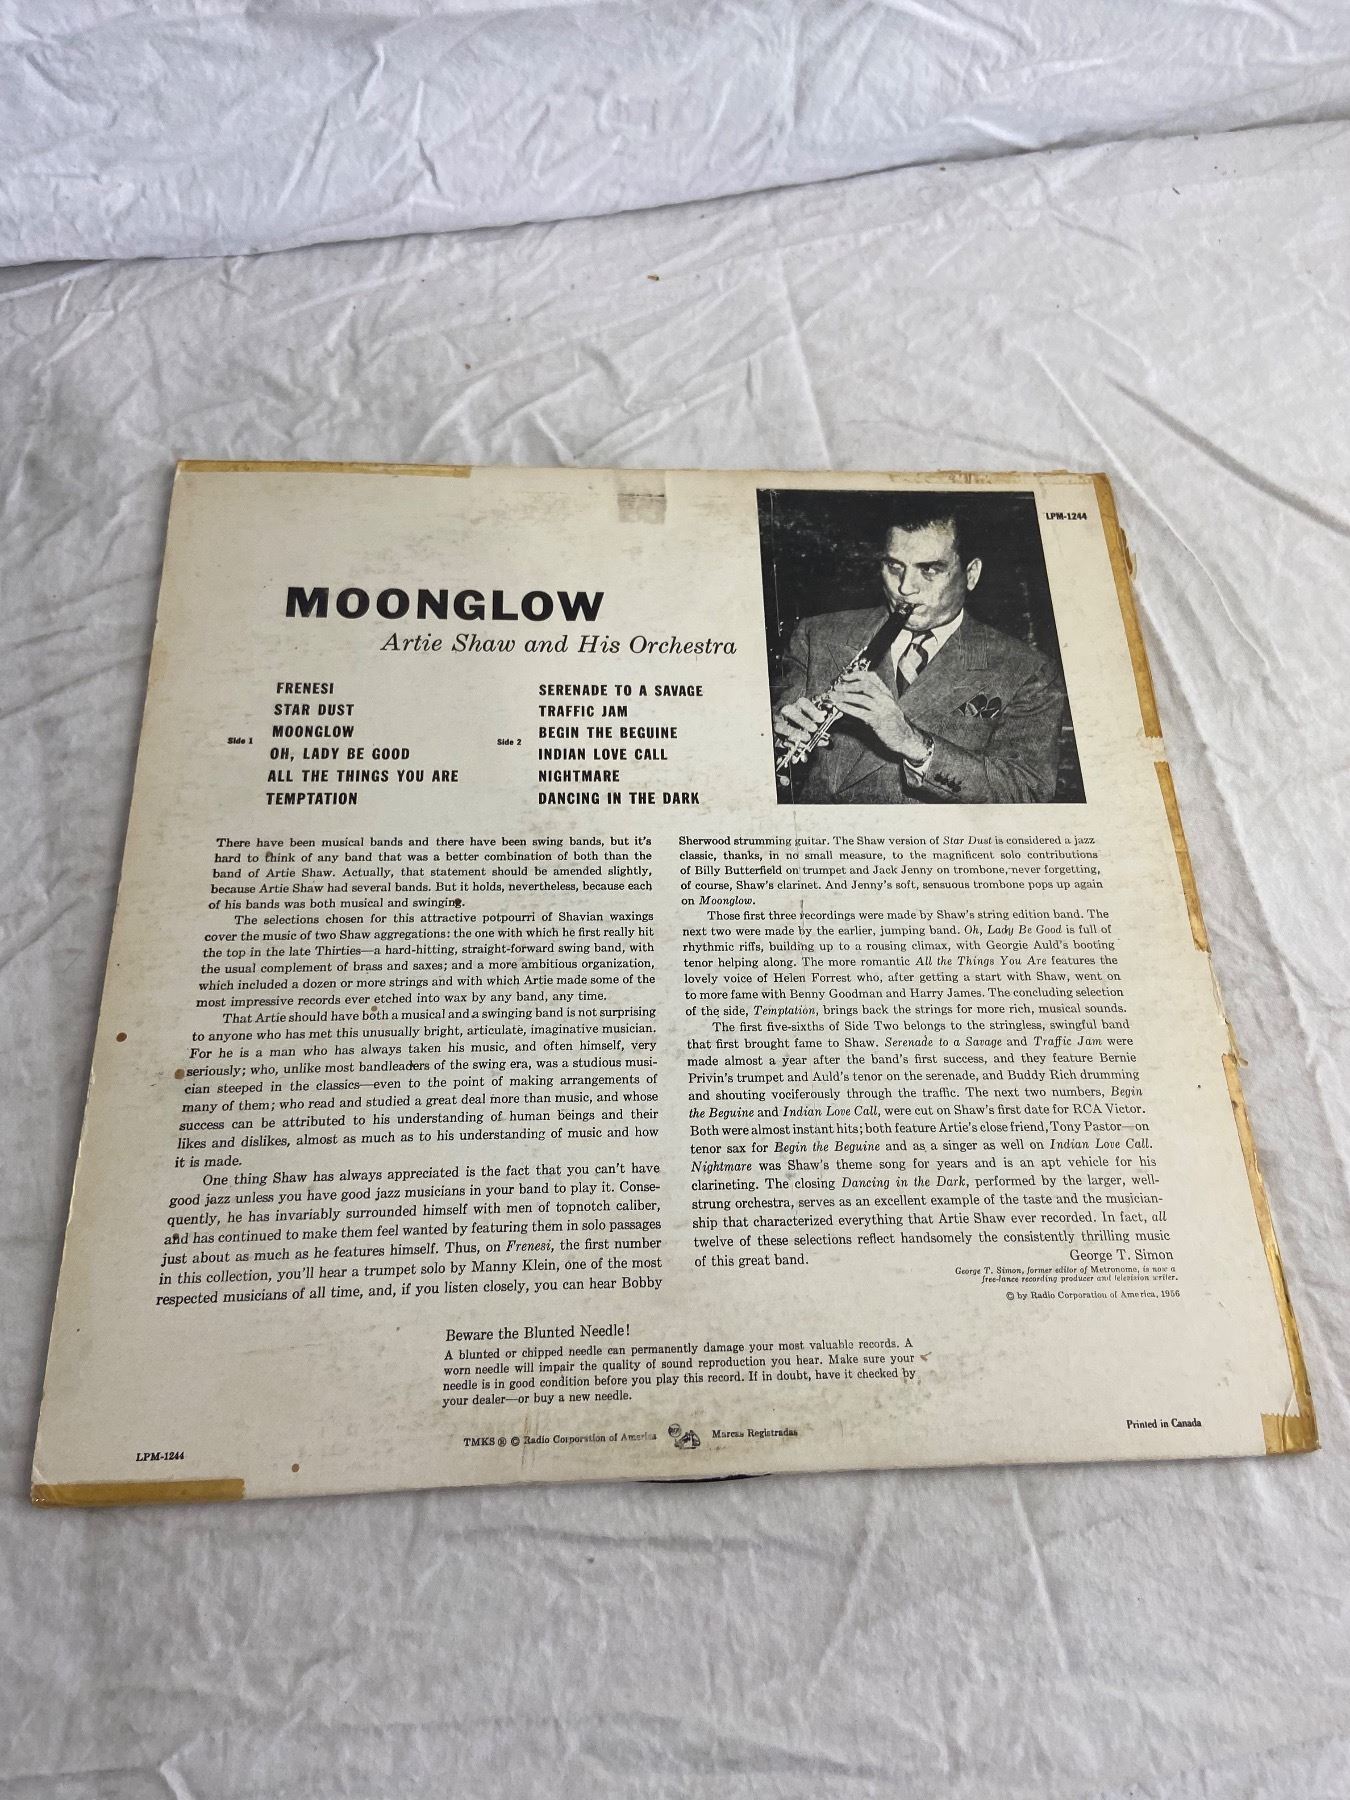 LPM-1244
MOONGLOW
Artie Shaw and His Orchestra
Side 1
FRENESI
STAR DUST
MOONGLOW
OH, LADY BE GOOD
ALL THE THINGS YOU ARE
TEMPTATION
Side 2
SERENADE TO A SAVAGE
TRAFFIC JAM
BEGIN THE BEGUINE
INDIAN LOVE CALL
NIGHTMARE
DANCING IN THE DARK
There have been musical bands and there have been swing bands, but it's
hard to think of any band that was a better combination of both than the
band of Artie Shaw. Actually, that statement should be amended slightly,
because Artie Shaw had several bands. But it holds, nevertheless, because each
of his bands was both musical and swinging.
The selections chosen for this attractive potpourri of Shavian waxings
cover the music of two Shaw aggregations: the one with which he first really hit
the top in the late Thirties—a hard-hitting, straight-forward swing band, with
the usual complement of brass and saxes; and a more ambitious organization,
which included a dozen or more strings and with which Artie made some of the
most impressive records ever etched into wax by any band, any time.
That Artie should have both a musical and a swinging band is not surprising
to anyone who has met this unusually bright, articulate, imaginative musician.
For he is a man who has always taken his music, and often himself, very
seriously; who, unlike most bandleaders of the swing era, was a studious musi-
cian steeped in the classics—even to the point of making arrangements of
many of them; who read and studied a great deal more than music, and whose
success can be attributed to his understanding of human beings and their
likes and dislikes, almost as much as to his understanding of music and how
it is made.
One thing Shaw has always appreciated is the fact that you can't have
good jazz unless you have good jazz musicians in your band to play it. Conse-
quently, he has invariably surrounded himself with men of topnotch caliber,
and has continued to make them feel wanted by featuring them in solo passages
just about as much as he features himself. Thus, on Frenesi, the first number
in this collection, you'll hear a trumpet solo by Manny Klein, one of the most
respected musicians of all time, and, if you listen closely, you can hear Bobby
Sherwood strumming guitar. The Shaw version of Star Dust is considered a jazz
classic, thanks, in no small measure, to the magnificent solo contributions
of Billy Butterfield on trumpet and Jack Jenny on trombone, never forgetting,
of course, Shaw's clarinet. And Jenny's soft, sensuous trombone pops up again
on Moonglow.
Those first three recordings were made by Shaw's string edition band. The
next two were made by the earlier, jumping band. Oh, Lady Be Good is full of
rhythmic riffs, building up to a rousing climax, with Georgie Auld's booting
tenor helping along. The more romantic All the Things You Are features the
lovely voice of Helen Forrest who, after getting a start with Shaw, went on
to more fame with Benny Goodman and Harry James. The concluding selection
of the side, Temptation, brings back the strings for more rich, musical sounds.
The first five-sixths of Side Two belongs to the stringless, swingful band
that first brought fame to Shaw. Serenade to a Savage and Traffic Jam were
made almost a year after the band's first success, and they feature Bernie
Privin's trumpet and Auld's tenor on the serenade, and Buddy Rich drumming
and shouting vociferously through the traffic. The next two numbers, Begin
the Beguine and Indian Love Call, were cut on Shaw's first date for RCA Victor.
Both were almost instant hits; both feature Artie's close friend, Tony Pastor—on
tenor sax for Begin the Beguine and as a singer as well on Indian Love Call.
Nightmare was Shaw's theme song for years and is an apt vehicle for his
clarineting. The closing Dancing in the Dark, performed by the larger, well-
strung orchestra, serves as an excellent example of the taste and the musician-
ship that characterized everything that Artie Shaw ever recorded. In fact, all
twelve of these selections reflect handsomely the consistently thrilling music
of this great band.
George T. Simon
George T. Simon, former editor of Metronome, is now a
free-lance recording producer and television writer.
© by Radio Corporation of America, 1956
Beware the Blunted Needle!
A blunted or chipped needle can permanently damage your most valuable records. A
worn needle will impair the quality of sound reproduction you hear. Make sure your
needle is in good condition before you play this record. If in doubt, have it checked by
your dealer—or buy a new needle.
TMKS ® © Radio Corporation of America
Marcas Registradas
Printed in Canada
LPM-1244